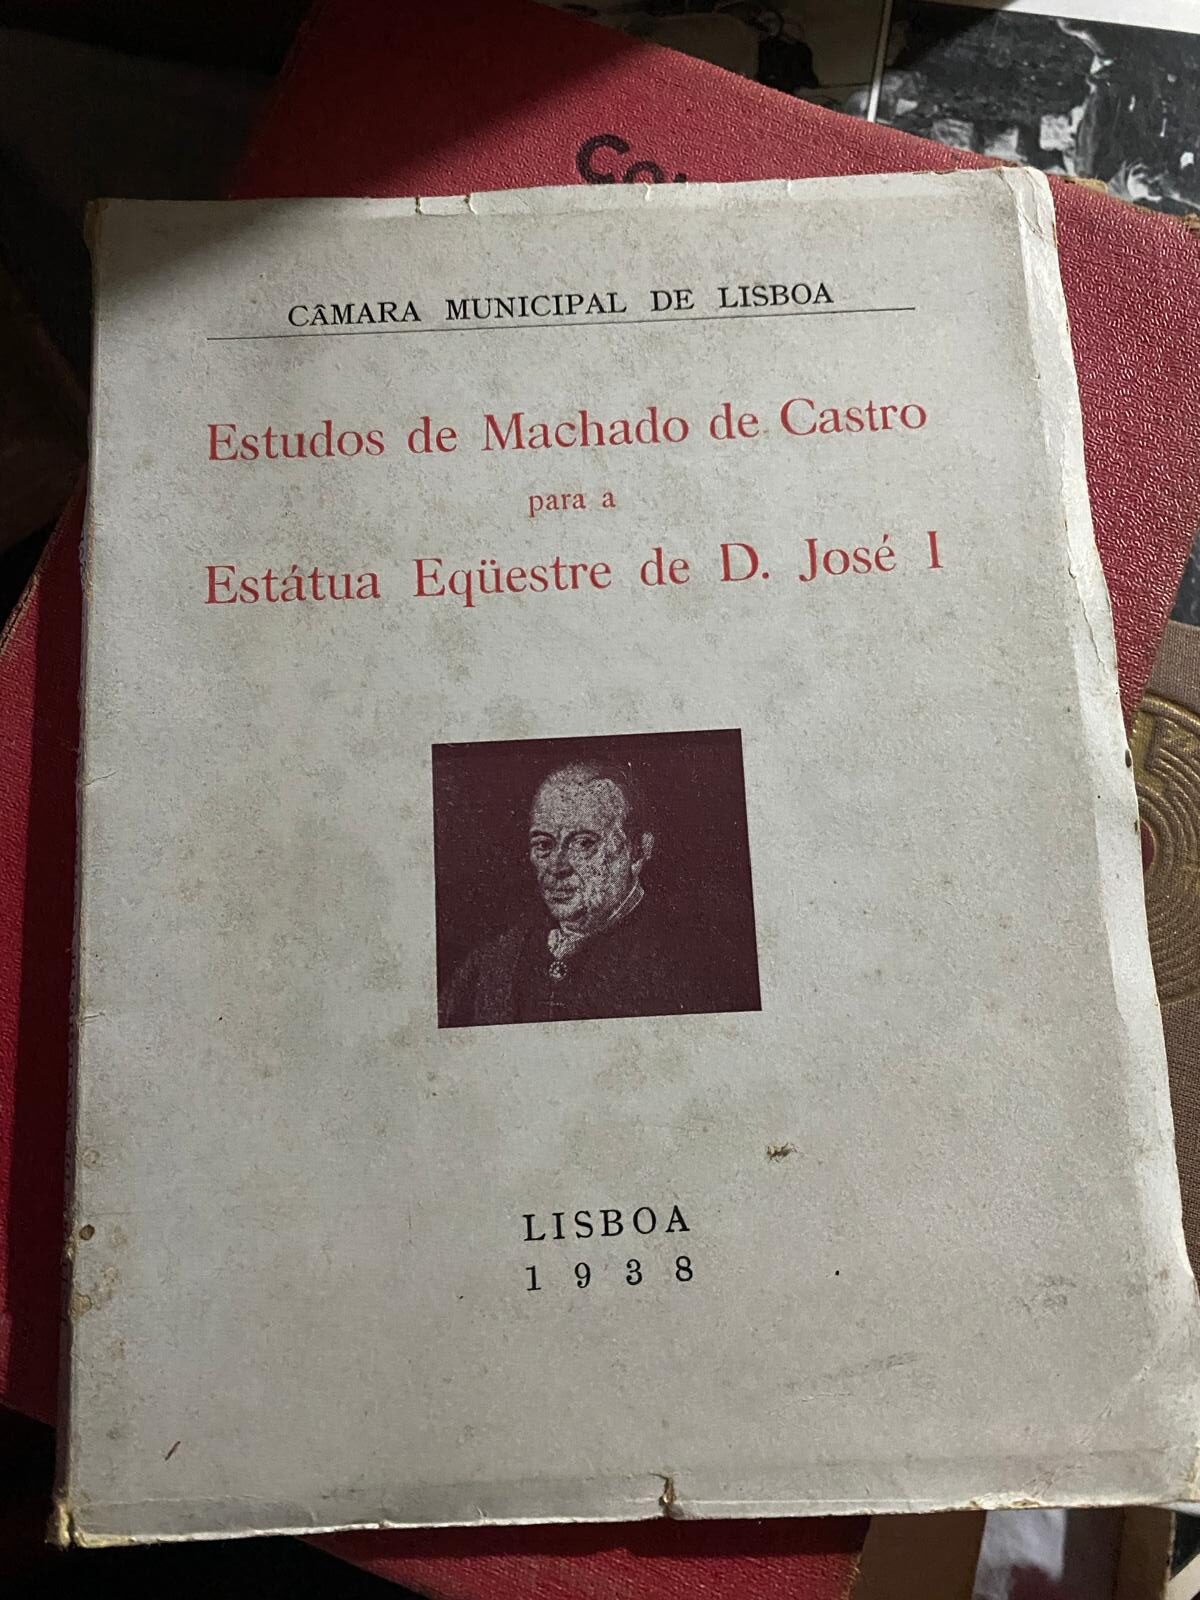 CÂMARA MUNICIPAL DE LISBOA
Estudos de Machado de Castro
para a
Estátua Eqüestre de D. José I
LISBOA
1938